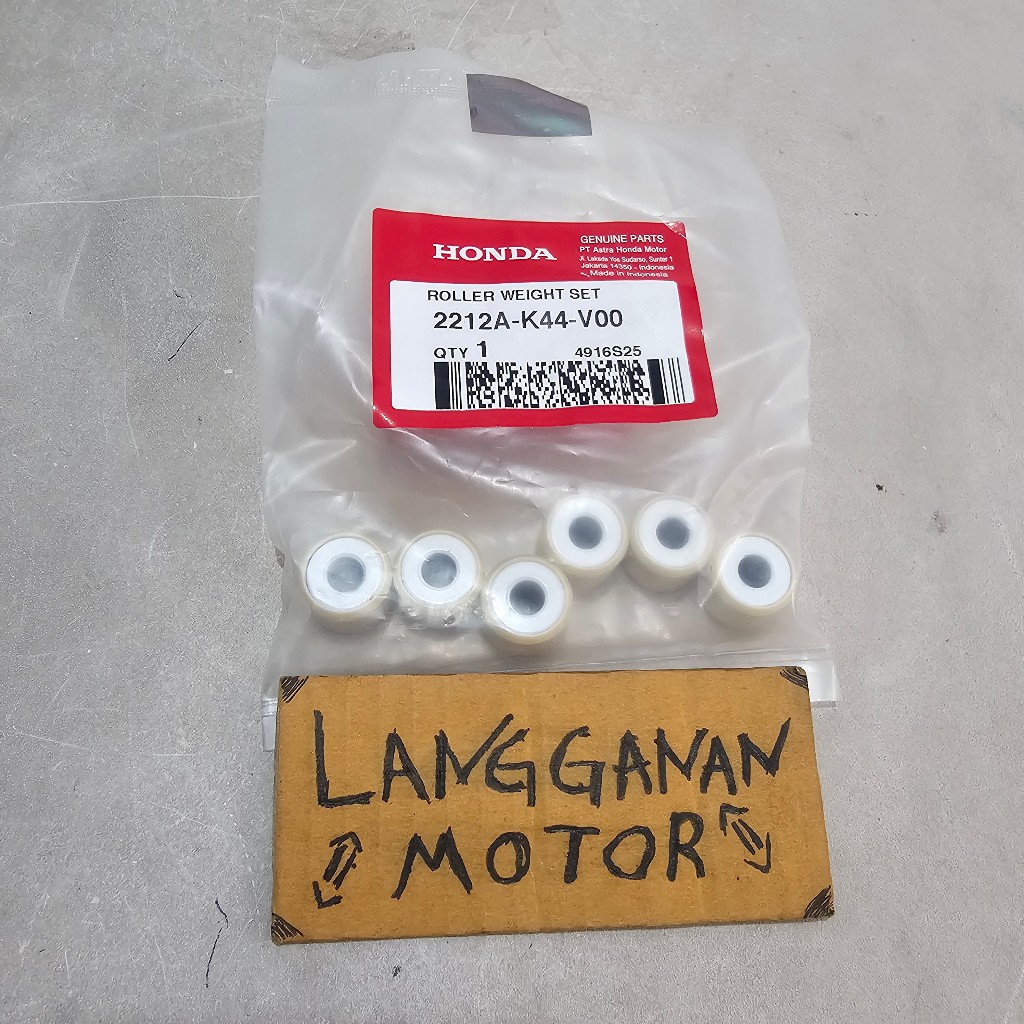 HONDA
GENUINE PARTS
PT Astra Honda Motor
Jl. Laksda Yos Sudarso, Sunter 1
Jakarta 14350 - Indonesia
Made in Indonesia
ROLLER WEIGHT SET
2212A-K44-V00
QTY 1 4916S25
LANGGANAN
MOTOR